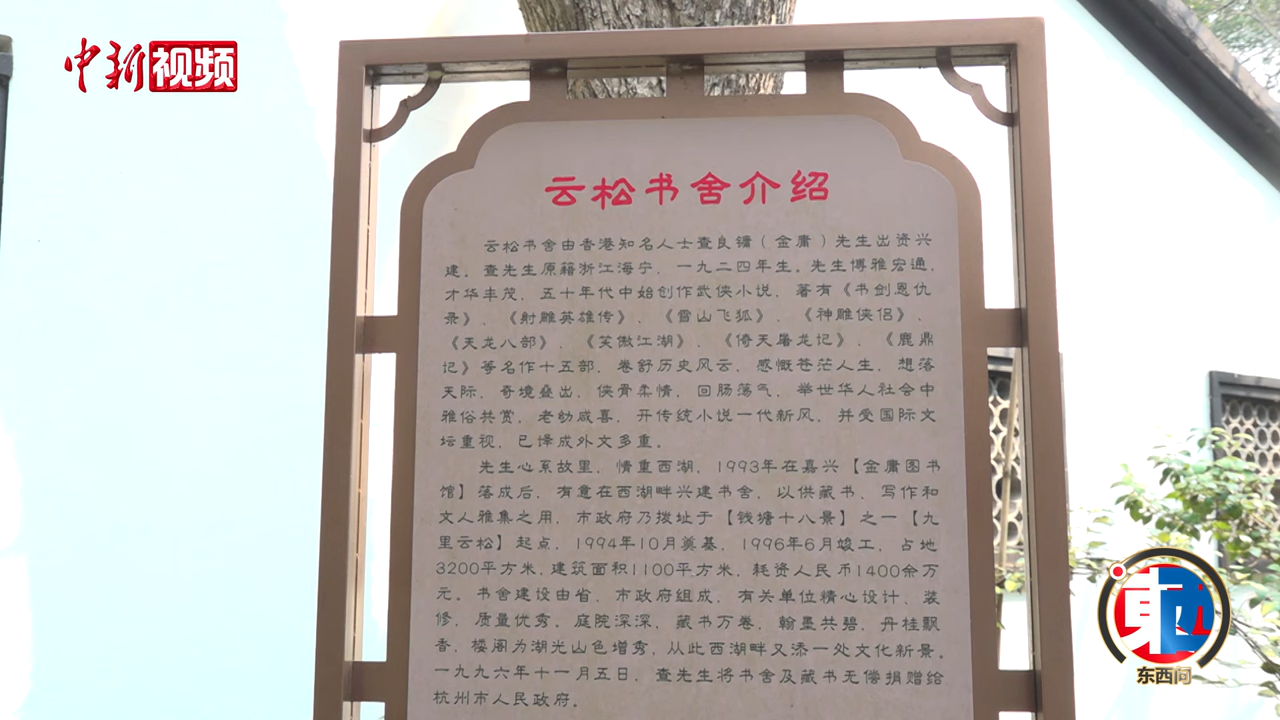 中新视频
云松书舍介绍
云松书舍由香港知名人士查良镛（金庸）先生出资兴
建。查先生原籍浙江海宁，一九二四年生。先生博雅宏通，
才华丰茂，五十年代中始创作武侠小说，著有《书剑恩仇
录》、《射雕英雄传》、《雪山飞狐》、《神雕侠侣》、
《天龙八部》、《笑傲江湖》、《倚天屠龙记》、《鹿鼎
记》等名作十五部，卷舒历史风云，感慨苍茫人生，想落
天际，奇境叠出，侠骨柔情，回肠荡气，举世华人社会中
雅俗共赏，老幼咸喜，开传统小说一代新风，并受国际文
坛重视，已译成外文多重。
先生心系故里，情重西湖，1993年在嘉兴【金庸图书
馆】落成后，有意在西湖畔兴建书舍，以供藏书、写作和
文人雅集之用，市政府乃拨址于【钱塘十八景】之一【九
里云松】起点，1994年10月奠基，1996年6月竣工，占地
3200平方米，建筑面积1100平方米，耗资人民币1400余万
元。书舍建设由省、市政府组成，有关单位精心设计、装
修，质量优秀。庭院深深、藏书万卷，翰墨共碧，丹桂飘
香，楼阁为湖光山色增秀，从此西湖畔又添一处文化新景。
一九九六年十一月五日，查先生将书舍及藏书无偿捐赠给
杭州市人民政府。
東
东西问